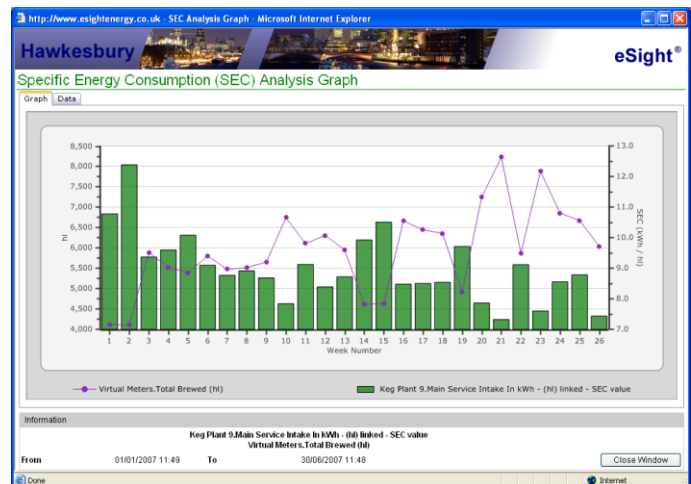 http://www.esightenergy.co.uk - SEC Analysis Graph - Microsoft Internet Explorer
Hawkesbury
eSight®
Specific Energy Consumption (SEC) Analysis Graph
Graph Data
8,500
8,000
7,500
7,000
6,500
6,000
5,500
5,000
4,500
4,000
hl
13.0
12.0
11.0
10.0
9.0
8.0
7.0
SEC (kWh / hl)
1 2 3 4 5 6 7 8 9 10 11 12 13 14 15 16 17 18 19 20 21 22 23 24 25 26
Week Number
Virtual Meters.Total Brewed (hl) Keg Plant 9.Main Service Intake In kWh - (hl) linked - SEC value
Information
Keg Plant 9.Main Service Intake In kWh - (hl) linked - SEC value
Virtual Meters.Total Brewed (hl)
From 01/01/2007 11:49 To 30/06/2007 11:48 Close Window
Done Internet